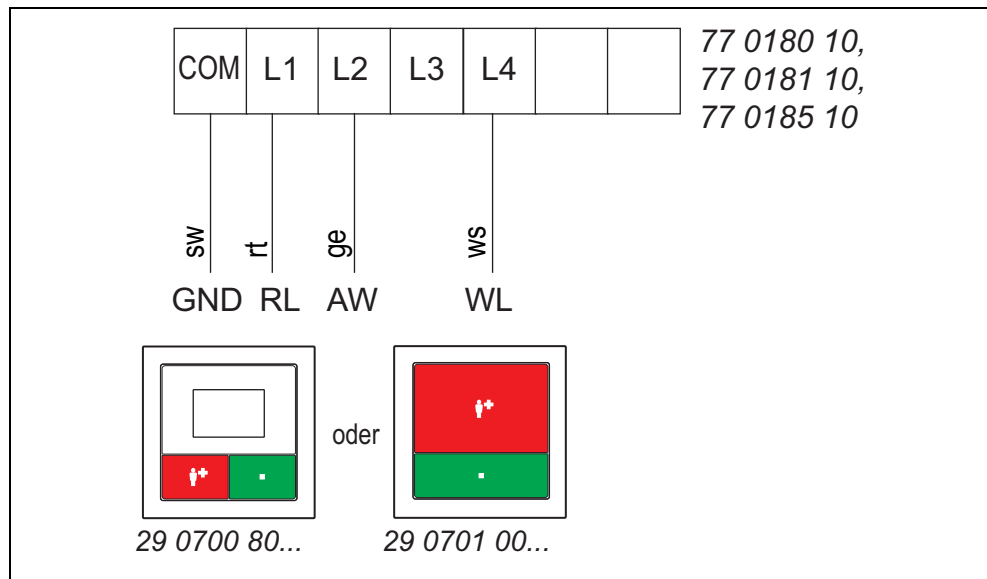 COM L1 L2 L3 L4
77 0180 10,
77 0181 10,
77 0185 10
sw rt ge ws
GND RL AW WL
oder
29 0700 80... 29 0701 00...